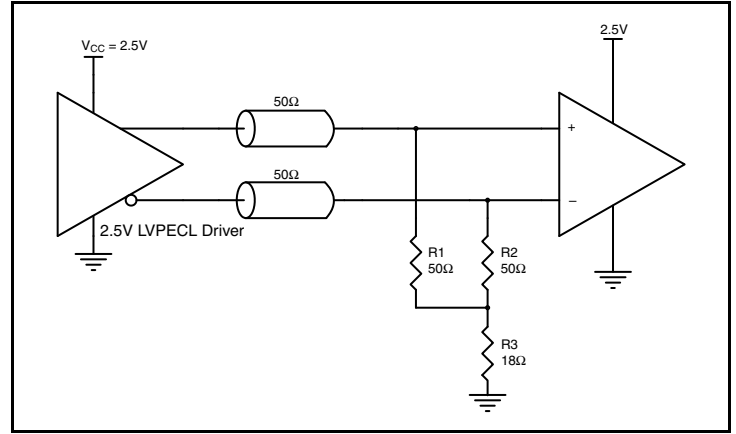 V_CC = 2.5V
2.5V
50Ω
+
50Ω
–
2.5V LVPECL Driver
R1
50Ω
R2
50Ω
R3
18Ω